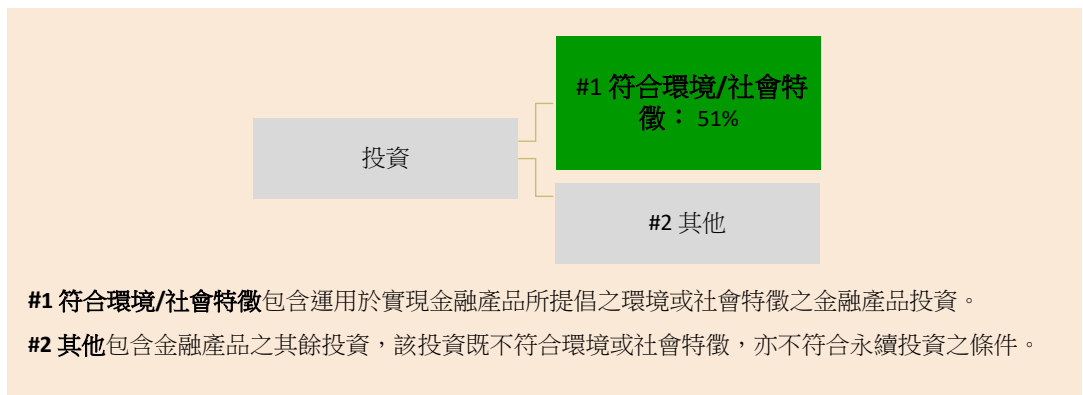 #1 符合環境/社會特
徵： 51%
投資
#2 其他
#1 符合環境/社會特徵包含運用於實現金融產品所提倡之環境或社會特徵之金融產品投資。
#2 其他包含金融產品之其餘投資，該投資既不符合環境或社會特徵，亦不符合永續投資之條件。